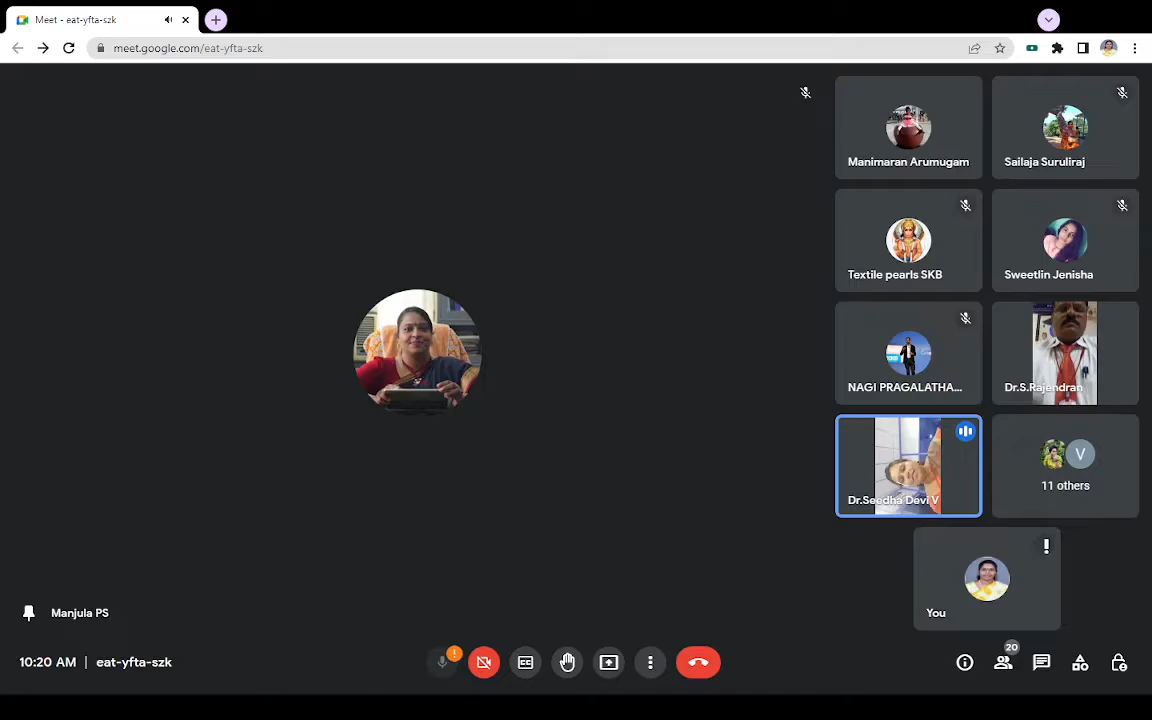 Meet - eat-yfta-szk
meet.google.com/eat-yfta-szk
Manimaran Arumugam
Sailaja Suruliraj
Textile pearls SKB
Sweetlin Jenisha
NAGI PRAGALATHA...
Dr.S.Rajendran
Dr.Seedha Devi V
V
11 others
You
Manjula PS
10:20 AM | eat-yfta-szk
20